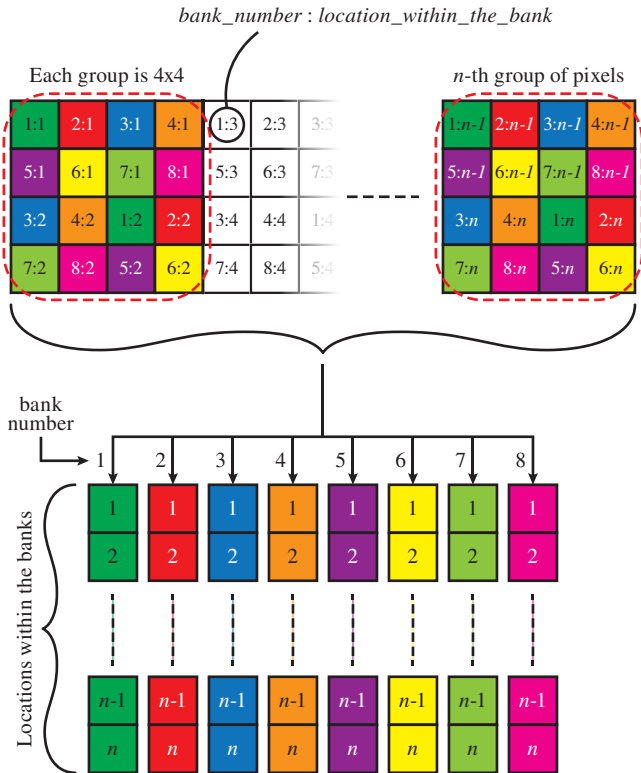 bank_number : location_within_the_bank
Each group is 4x4
n-th group of pixels
1:1 2:1 3:1 4:1 1:3 2:3 3:3 1:n-1 2:n-1 3:n-1 4:n-1
5:1 6:1 7:1 8:1 5:3 6:3 7:3 5:n-1 6:n-1 7:n-1 8:n-1
3:2 4:2 1:2 2:2 3:4 4:4 1:4 3:n 4:n 1:n 2:n
7:2 8:2 5:2 6:2 7:4 8:4 5:4 7:n 8:n 5:n 6:n
bank
number
1 2 3 4 5 6 7 8
Locations within the banks
1 1 1 1 1 1 1 1
2 2 2 2 2 2 2 2
n-1 n-1 n-1 n-1 n-1 n-1 n-1 n-1
n n n n n n n n